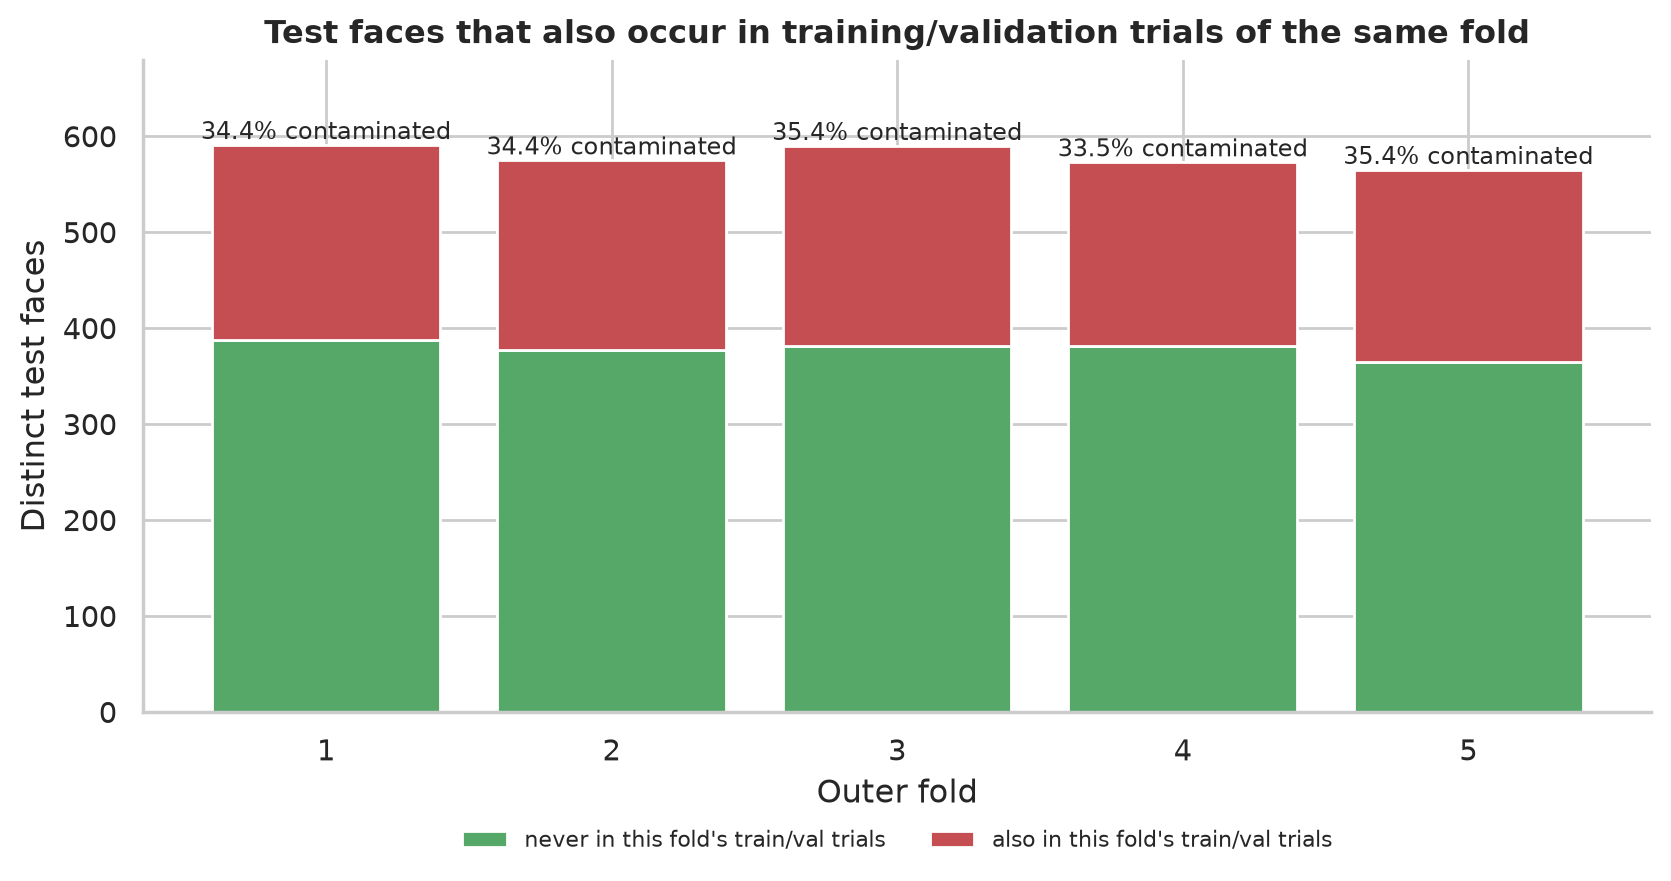 Test faces that also occur in training/validation trials of the same fold
34.4% contaminated
34.4% contaminated
35.4% contaminated
33.5% contaminated
35.4% contaminated
Distinct test faces
600
500
400
300
200
100
0
1 2 3 4 5
Outer fold
never in this fold's train/val trials also in this fold's train/val trials